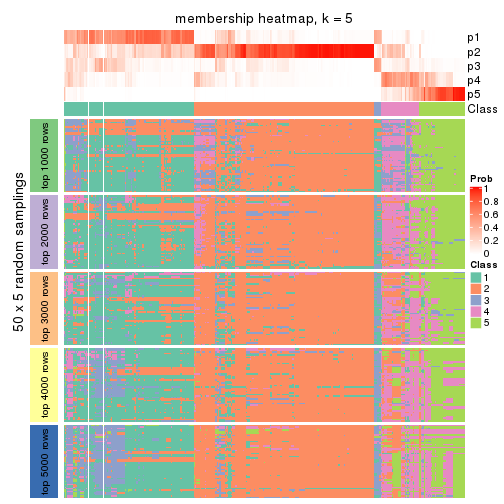 membership heatmap, k = 5
p1
p2
p3
p4
p5
Class
50 x 5 random samplings
top 1000 rows
top 2000 rows
top 3000 rows
top 4000 rows
top 5000 rows
Prob
1
0.8
0.6
0.4
0.2
0
Class
1
2
3
4
5